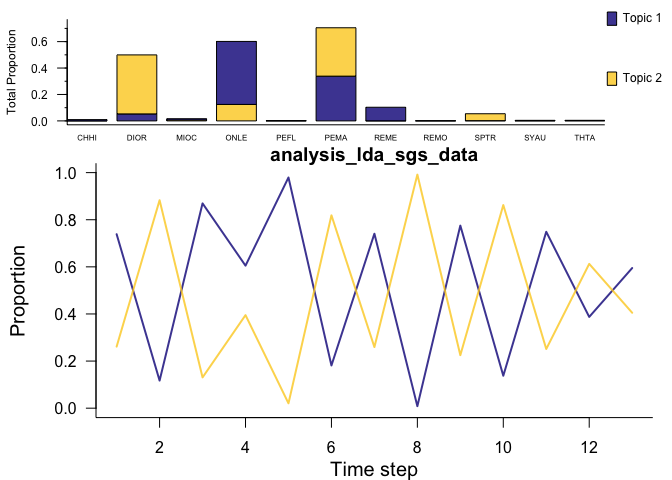 Topic 1
Topic 2
Total Proportion
0.6
0.4
0.2
0.0
CHHI DIOR MIOC ONLE PEFL PEMA REME REMO SPTR SYAU THTA
analysis_lda_sgs_data
Proportion
1.0
0.8
0.6
0.4
0.2
0.0
2 4 6 8 10 12
Time step